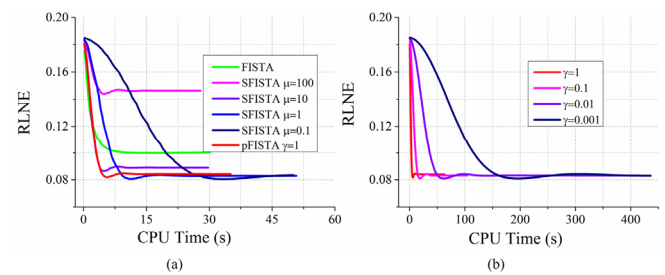 0.20
0.16
0.12
0.08
RLNE
0
15
30
45
60
CPU Time (s)
FISTA
SFISTA μ=100
SFISTA μ=10
SFISTA μ=1
SFISTA μ=0.1
pFISTA γ=1
(a)
0.20
0.16
0.12
0.08
RLNE
0
100
200
300
400
CPU Time (s)
γ=1
γ=0.1
γ=0.01
γ=0.001
(b)